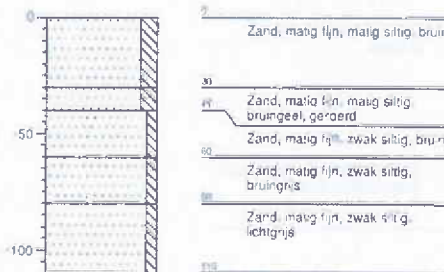 0
Zand, matig fijn, matig siltig, bruin
30
Zand, matig fijn, matig siltig,
bruingeel, geroerd
Zand, matig fijn, zwak siltig, bruin
-50
60
Zand, matig fijn, zwak siltig,
bruingrijs
Zand, matig fijn, zwak siltig,
lichtgrijs
-100